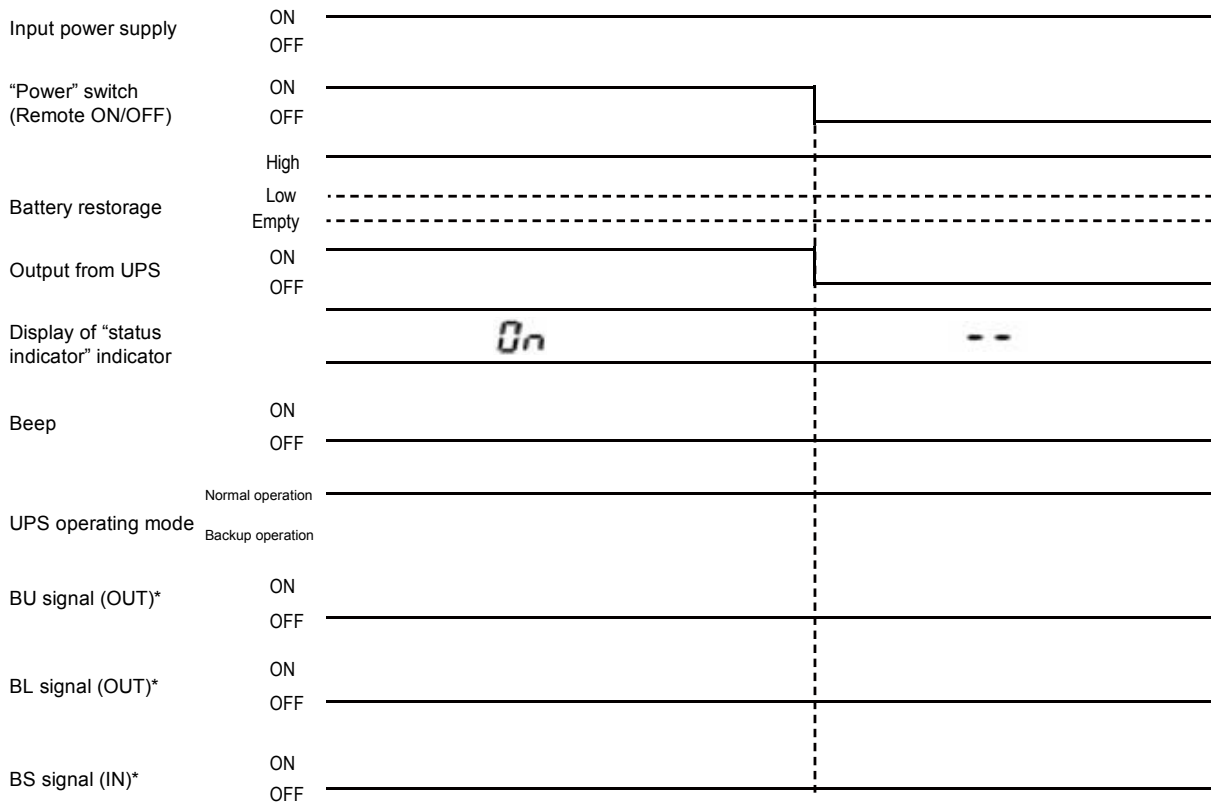 Input power supply
ON
OFF
“Power” switch
(Remote ON/OFF)
ON
OFF
Battery restorage
High
Low
Empty
Output from UPS
ON
OFF
Display of “status
indicator” indicator
On
- -
Beep
ON
OFF
UPS operating mode
Normal operation
Backup operation
BU signal (OUT)*
ON
OFF
BL signal (OUT)*
ON
OFF
BS signal (IN)*
ON
OFF